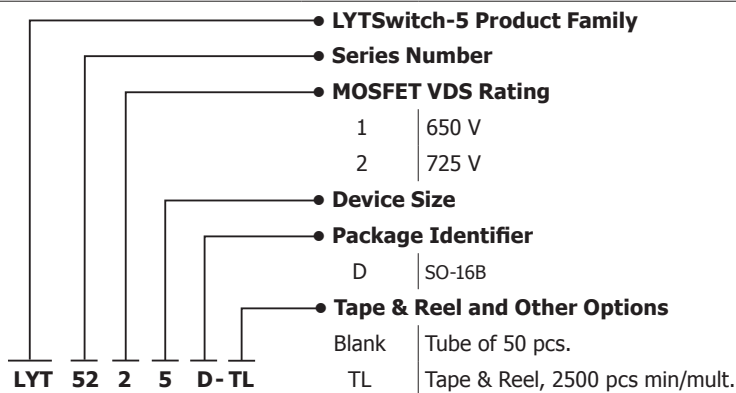 • LYTSwitch-5 Product Family
• Series Number
• MOSFET VDS Rating
1 650 V
2 725 V
• Device Size
• Package Identifier
D SO-16B
• Tape & Reel and Other Options
Blank Tube of 50 pcs.
LYT 52 2 5 D - TL TL Tape & Reel, 2500 pcs min/mult.